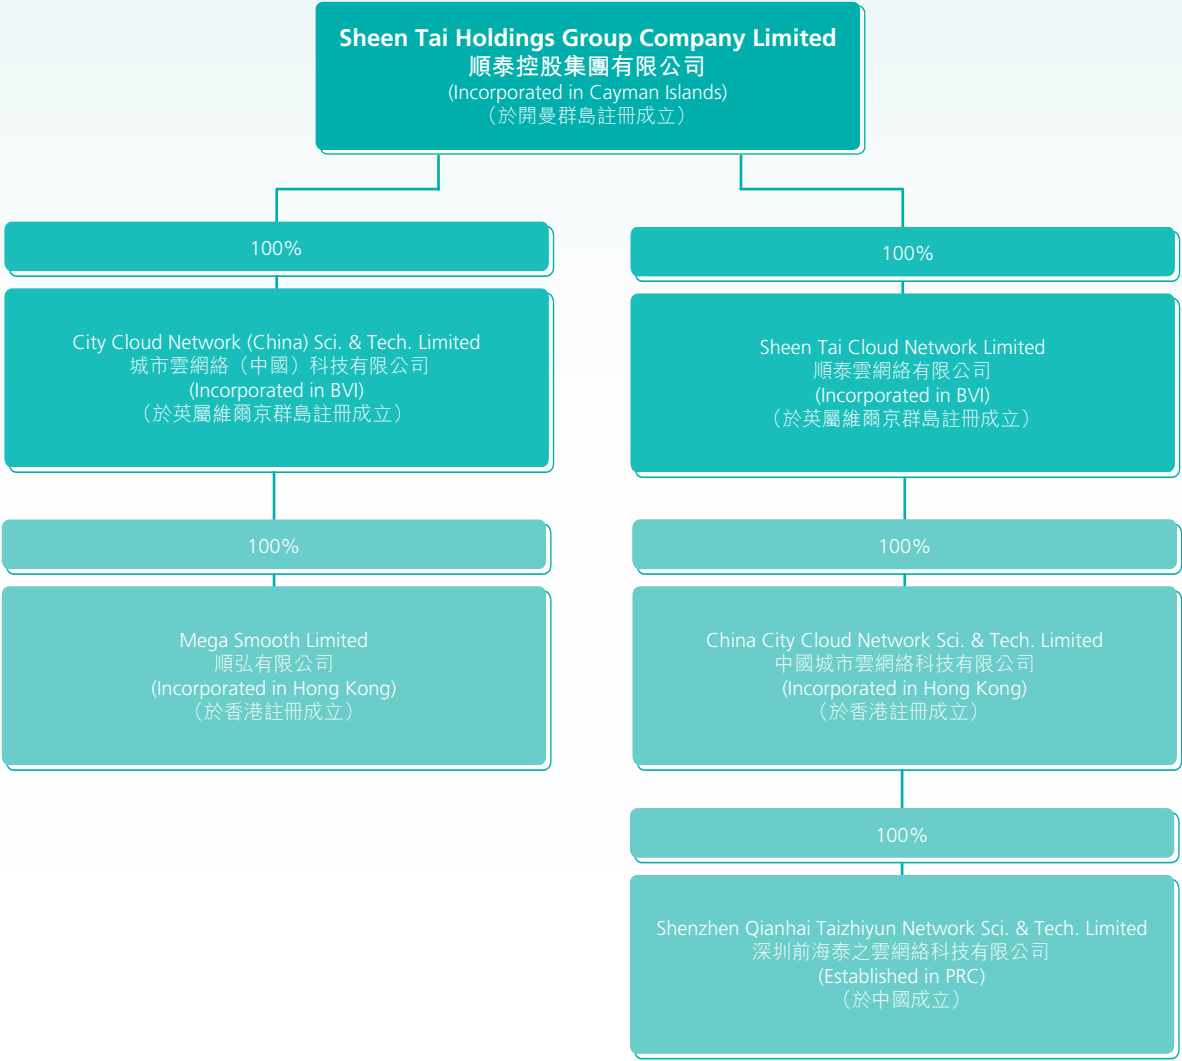 Sheen Tai Holdings Group Company Limited
順泰控股集團有限公司
(Incorporated in Cayman Islands)
（於開曼群島註冊成立）
100%
City Cloud Network (China) Sci. & Tech. Limited
城市雲網絡（中國）科技有限公司
(Incorporated in BVI)
（於英屬維爾京群島註冊成立）
100%
Mega Smooth Limited
順弘有限公司
(Incorporated in Hong Kong)
（於香港註冊成立）
100%
Sheen Tai Cloud Network Limited
順泰雲網絡有限公司
(Incorporated in BVI)
（於英屬維爾京群島註冊成立）
100%
China City Cloud Network Sci. & Tech. Limited
中國城市雲網絡科技有限公司
(Incorporated in Hong Kong)
（於香港註冊成立）
100%
Shenzhen Qianhai Taizhiyun Network Sci. & Tech. Limited
深圳前海泰之雲網絡科技有限公司
(Established in PRC)
（於中國成立）